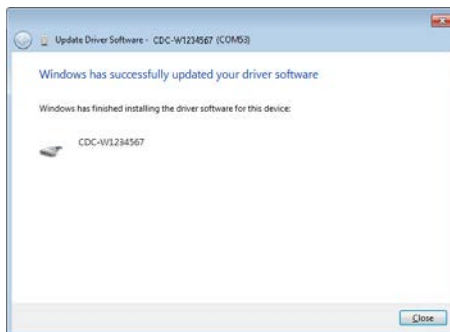 Update Driver Software - CDC-W1234567 (COM53)
Windows has successfully updated your driver software
Windows has finished installing the driver software for this device:
CDC-W1234567
Close